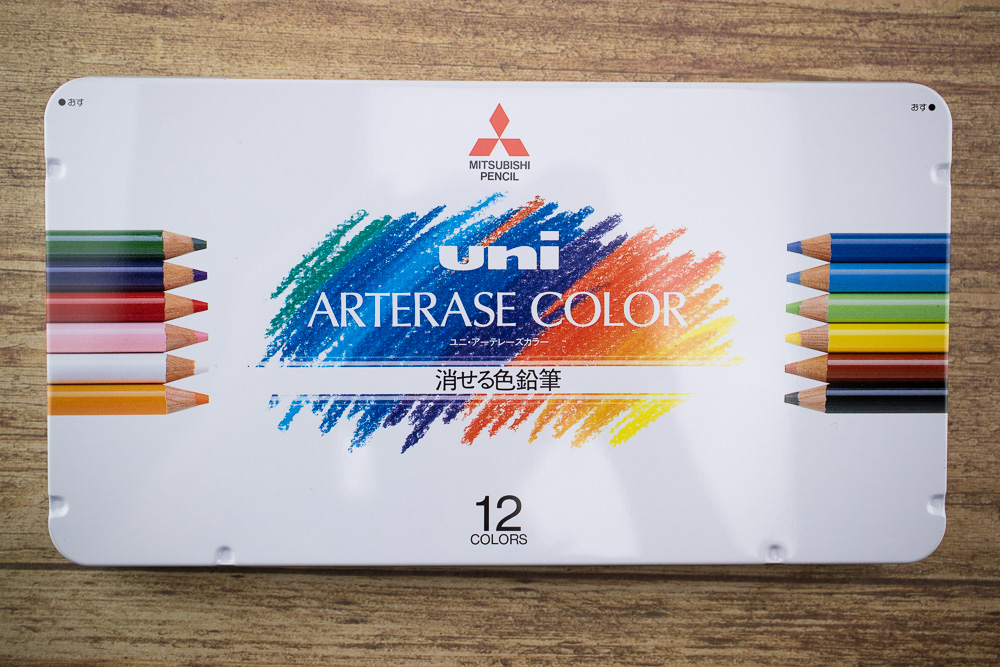 ●おす
おす●
MITSUBISHI
PENCIL
uni
ARTERASE COLOR
ユニ・アーテレーズカラー
消せる色鉛筆
12
COLORS